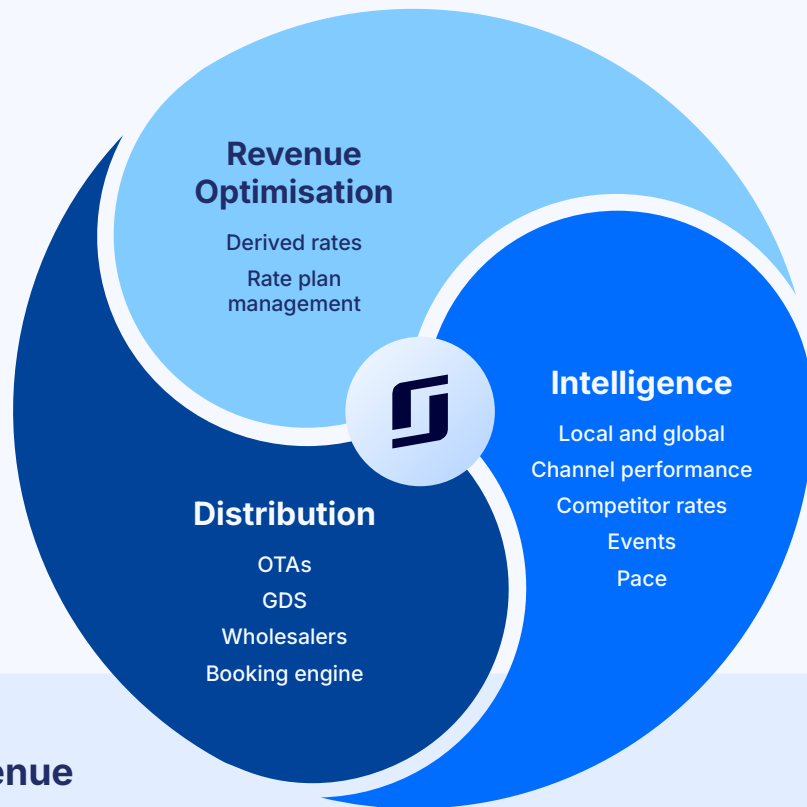 Revenue
Optimisation
Derived rates
Rate plan
management
Intelligence
Local and global
Channel performance
Competitor rates
Events
Pace
Distribution
OTAs
GDS
Wholesalers
Booking engine
enue